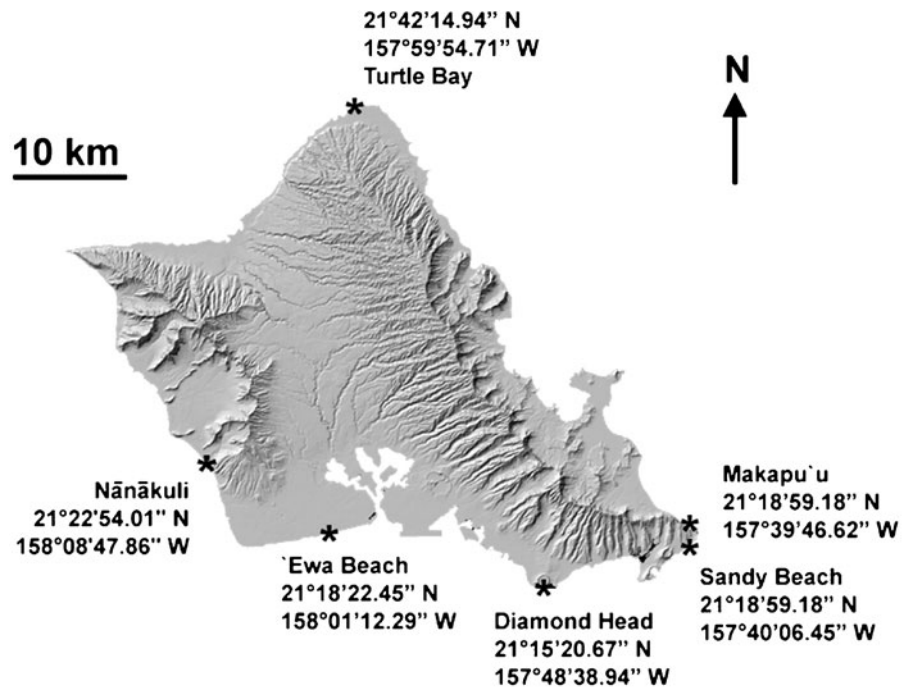 21°42'14.94” N
157°59'54.71” W
Turtle Bay
N
10 km
Nānākuli
21°22'54.01” N
158°08'47.86” W
`Ewa Beach
21°18'22.45” N
158°01'12.29” W
Diamond Head
21°15'20.67” N
157°48'38.94” W
Makapu`u
21°18'59.18” N
157°39'46.62” W
Sandy Beach
21°18'59.18” N
157°40'06.45” W